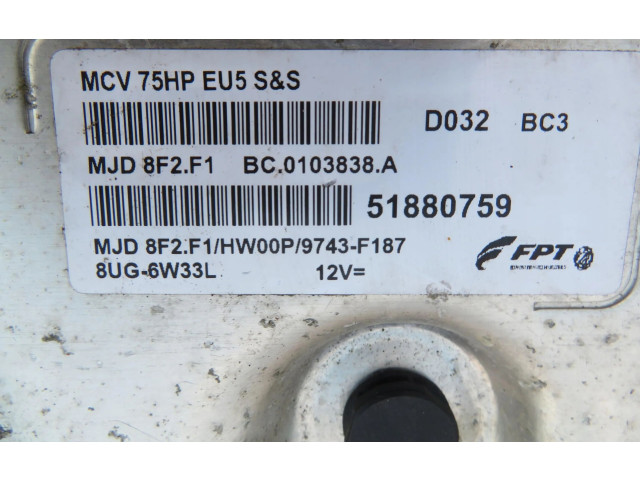 MCV 75HP EU5 S&S
D032 BC3
MJD 8F2.F1 BC.0103838.A
51880759
MJD 8F2.F1/HW00P/9743-F187
8UG-6W33L 12V=
FPT